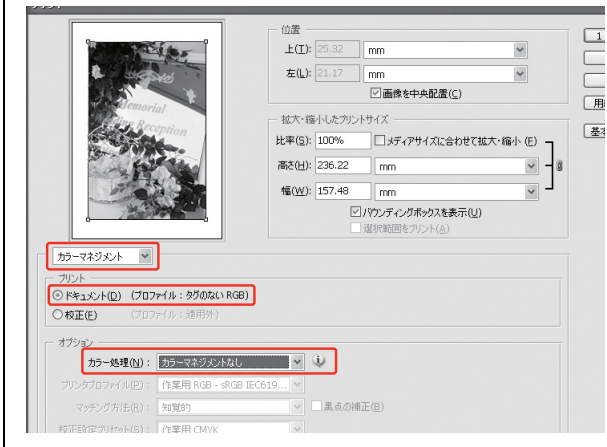 位置
上(T): 25.32 mm
左(L): 21.17 mm
画像を中央配置(C)
Memorial
Reception
拡大・縮小したプリントサイズ
比率(S): 100% メディアサイズに合わせて拡大・縮小 (F)
高さ(H): 236.22 mm
幅(W): 157.48 mm
バウンディングボックスを表示(U)
選択範囲をプリント(A)
1
用
基本
カラーマネジメント
プリント
ドキュメント(D) (プロファイル : タグのない RGB)
校正(E) (プロファイル : 適用外)
オプション
カラー処理(N) : カラーマネジメントなし
プリンタプロファイル(P) : 作業用 RGB - sRGB IEC619...
マッチング方法(R) : 知覚的 黒点の補正(B)
校正設定プリセット(S) : 作業用 CMYK